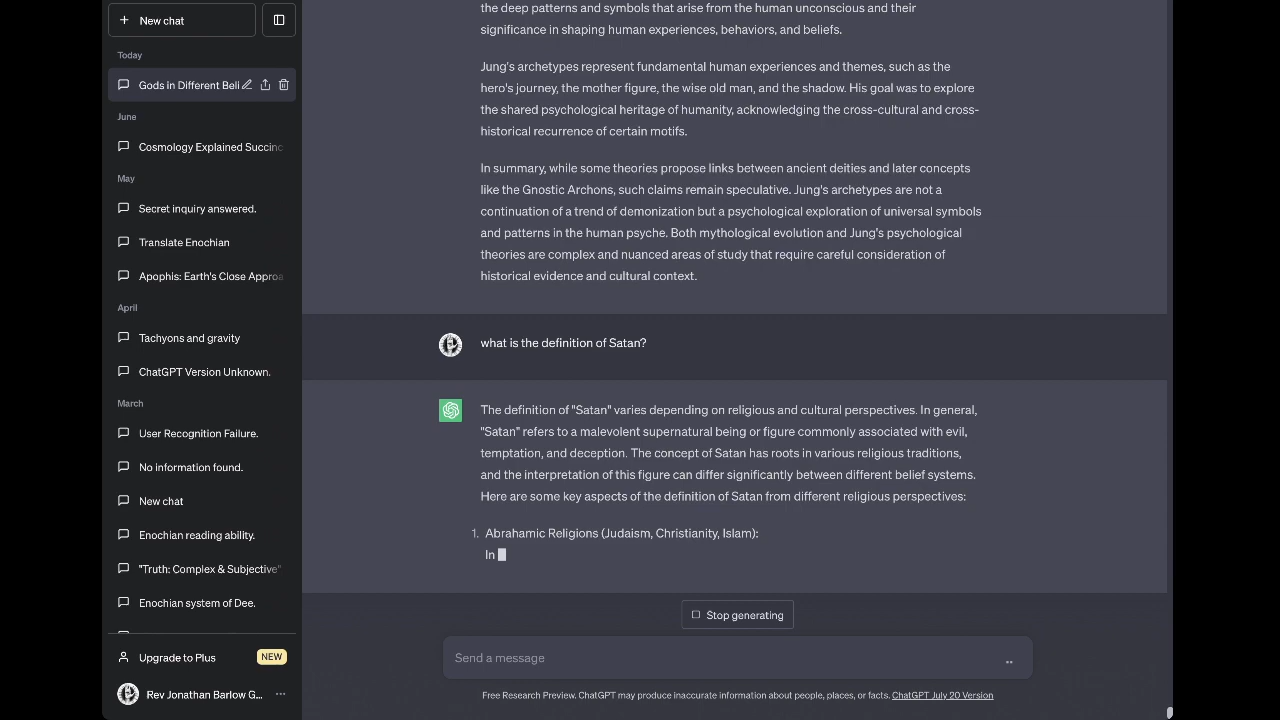 New chat
Today
Gods in Different Beli
June
Cosmology Explained Succinc
May
Secret inquiry answered.
Translate Enochian
Apophis: Earth's Close Approa
April
Tachyons and gravity
ChatGPT Version Unknown.
March
User Recognition Failure.
No information found.
New chat
Enochian reading ability.
"Truth: Complex & Subjective"
Enochian system of Dee.
Upgrade to Plus
NEW
Rev Jonathan Barlow G...
the deep patterns and symbols that arise from the human unconscious and their
significance in shaping human experiences, behaviors, and beliefs.
Jung's archetypes represent fundamental human experiences and themes, such as the
hero's journey, the mother figure, the wise old man, and the shadow. His goal was to explore
the shared psychological heritage of humanity, acknowledging the cross-cultural and cross-
historical recurrence of certain motifs.
In summary, while some theories propose links between ancient deities and later concepts
like the Gnostic Archons, such claims remain speculative. Jung's archetypes are not a
continuation of a trend of demonization but a psychological exploration of universal symbols
and patterns in the human psyche. Both mythological evolution and Jung's psychological
theories are complex and nuanced areas of study that require careful consideration of
historical evidence and cultural context.
what is the definition of Satan?
The definition of "Satan" varies depending on religious and cultural perspectives. In general,
"Satan" refers to a malevolent supernatural being or figure commonly associated with evil,
temptation, and deception. The concept of Satan has roots in various religious traditions,
and the interpretation of this figure can differ significantly between different belief systems.
Here are some key aspects of the definition of Satan from different religious perspectives:
1. Abrahamic Religions (Judaism, Christianity, Islam):
In
Stop generating
Send a message
Free Research Preview. ChatGPT may produce inaccurate information about people, places, or facts. ChatGPT July 20 Version